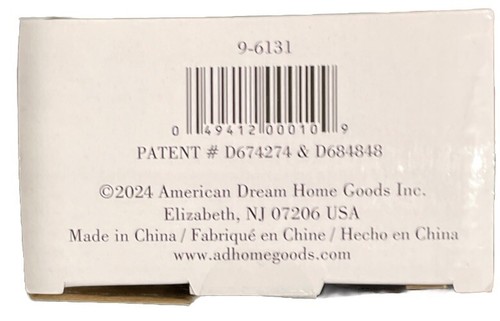 9-6131
0 49412 00010 9
PATENT # D674274 & D684848
©2024 American Dream Home Goods Inc.
Elizabeth, NJ 07206 USA
Made in China / Fabriqué en Chine / Hecho en China
www.adhomegoods.com